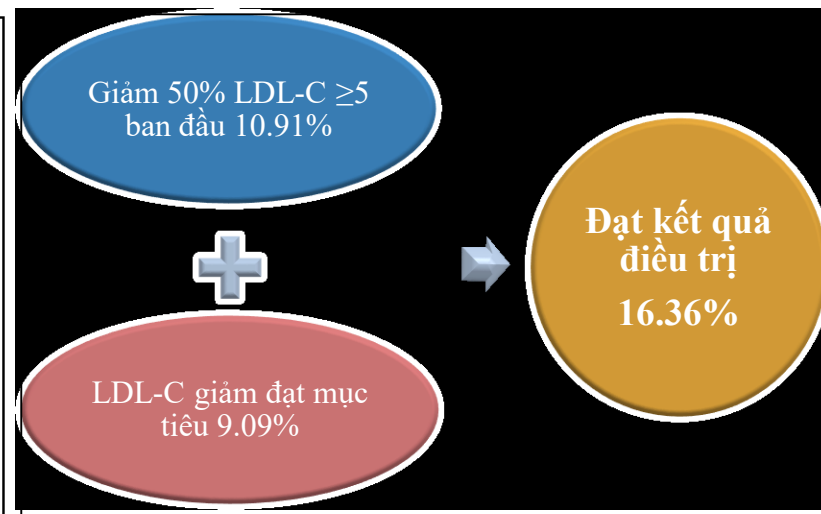 Giảm 50% LDL-C ≥5
ban đầu 10.91%
LDL-C giảm đạt mục
tiêu 9.09%
Đạt kết quả
điều trị
16.36%